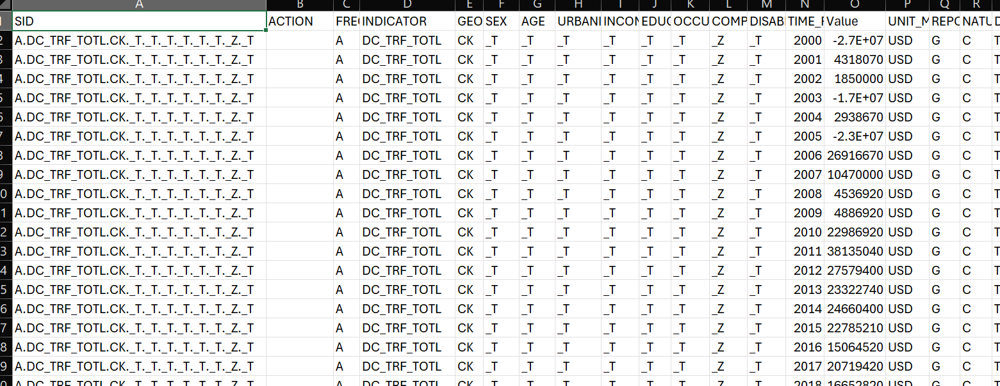 A B C D E F G H I J K L M N O P Q R
SID ACTION FRE INDICATOR GEO SEX AGE URBANI INCON EDUC OCCU COMP DISAB TIME_ Value UNIT_M REPO NATU D
2 A.DC_TRF_TOTL.CK._T._T._T._T._T._T._Z._T A DC_TRF_TOTL CK _T _T _T _T _T _T _Z _T 2000 -2.7E+07 USD G C T
3 A.DC_TRF_TOTL.CK._T._T._T._T._T._T._Z._T A DC_TRF_TOTL CK _T _T _T _T _T _T _Z _T 2001 4318070 USD G C T
4 A.DC_TRF_TOTL.CK._T._T._T._T._T._T._Z._T A DC_TRF_TOTL CK _T _T _T _T _T _T _Z _T 2002 1850000 USD G C T
5 A.DC_TRF_TOTL.CK._T._T._T._T._T._T._Z._T A DC_TRF_TOTL CK _T _T _T _T _T _T _Z _T 2003 -1.7E+07 USD G C T
6 A.DC_TRF_TOTL.CK._T._T._T._T._T._T._Z._T A DC_TRF_TOTL CK _T _T _T _T _T _T _Z _T 2004 2938670 USD G C T
7 A.DC_TRF_TOTL.CK._T._T._T._T._T._T._Z._T A DC_TRF_TOTL CK _T _T _T _T _T _T _Z _T 2005 -2.3E+07 USD G C T
8 A.DC_TRF_TOTL.CK._T._T._T._T._T._T._Z._T A DC_TRF_TOTL CK _T _T _T _T _T _T _Z _T 2006 26916670 USD G C T
9 A.DC_TRF_TOTL.CK._T._T._T._T._T._T._Z._T A DC_TRF_TOTL CK _T _T _T _T _T _T _Z _T 2007 10470000 USD G C T
0 A.DC_TRF_TOTL.CK._T._T._T._T._T._T._Z._T A DC_TRF_TOTL CK _T _T _T _T _T _T _Z _T 2008 4536920 USD G C T
1 A.DC_TRF_TOTL.CK._T._T._T._T._T._T._Z._T A DC_TRF_TOTL CK _T _T _T _T _T _T _Z _T 2009 4886920 USD G C T
2 A.DC_TRF_TOTL.CK._T._T._T._T._T._T._Z._T A DC_TRF_TOTL CK _T _T _T _T _T _T _Z _T 2010 22986920 USD G C T
3 A.DC_TRF_TOTL.CK._T._T._T._T._T._T._Z._T A DC_TRF_TOTL CK _T _T _T _T _T _T _Z _T 2011 38135040 USD G C T
4 A.DC_TRF_TOTL.CK._T._T._T._T._T._T._Z._T A DC_TRF_TOTL CK _T _T _T _T _T _T _Z _T 2012 27579400 USD G C T
5 A.DC_TRF_TOTL.CK._T._T._T._T._T._T._Z._T A DC_TRF_TOTL CK _T _T _T _T _T _T _Z _T 2013 23322740 USD G C T
6 A.DC_TRF_TOTL.CK._T._T._T._T._T._T._Z._T A DC_TRF_TOTL CK _T _T _T _T _T _T _Z _T 2014 24660400 USD G C T
7 A.DC_TRF_TOTL.CK._T._T._T._T._T._T._Z._T A DC_TRF_TOTL CK _T _T _T _T _T _T _Z _T 2015 22785210 USD G C T
8 A.DC_TRF_TOTL.CK._T._T._T._T._T._T._Z._T A DC_TRF_TOTL CK _T _T _T _T _T _T _Z _T 2016 15064520 USD G C T
9 A.DC_TRF_TOTL.CK._T._T._T._T._T._T._Z._T A DC_TRF_TOTL CK _T _T _T _T _T _T _Z _T 2017 20719420 USD G C T
0 A.DC_TRF_TOTL.CK._T._T._T._T._T._T._Z._T A DC_TRF_TOTL CK _T _T _T _T _T _T _Z _T 2018 16652820 USD G C T